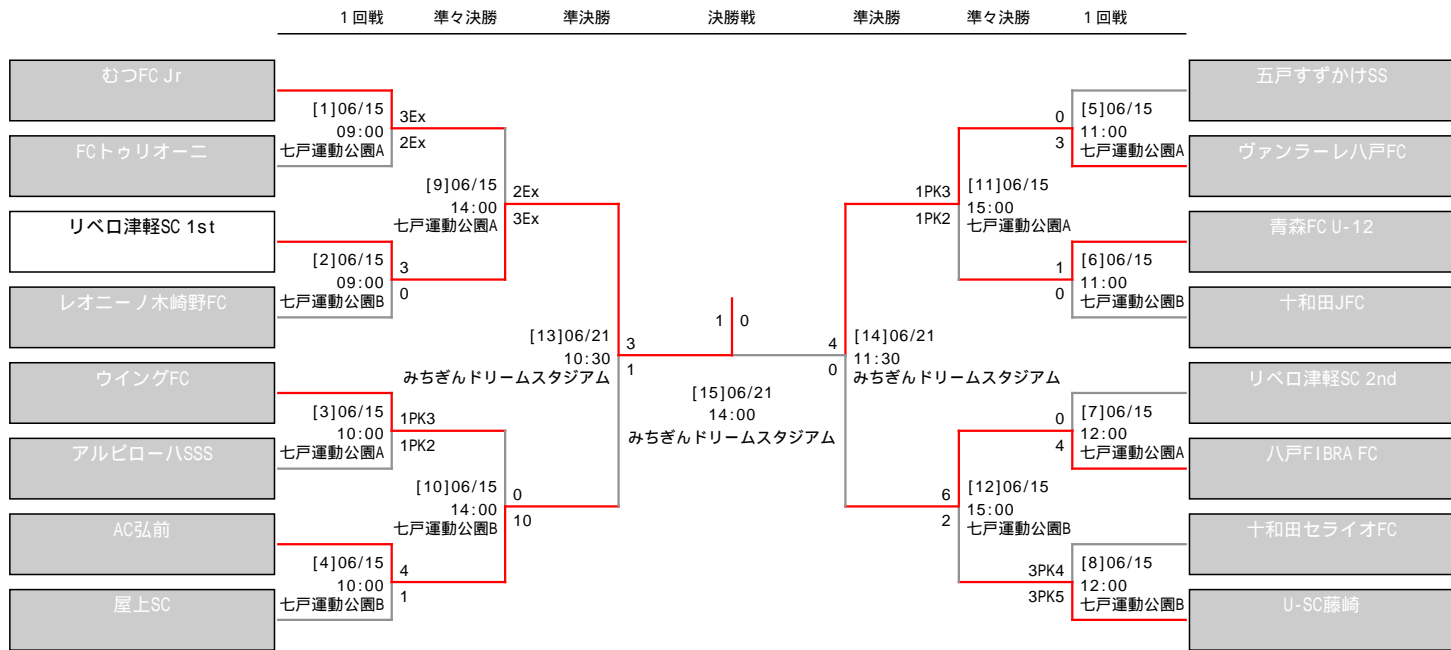 1回戦 準々決勝 準決勝 決勝戦 準決勝 準々決勝 1回戦
むつFC Jr
FCトゥリオーニ
リベロ津軽SC 1st
レオニーノ木崎野FC
ウイングFC
アルビローハSSS
AC弘前
屋上SC
[1]06/15
09:00
七戸運動公園A
3Ex
2Ex
[2]06/15
09:00
七戸運動公園B
3
0
[3]06/15
10:00
七戸運動公園A
1PK3
1PK2
[4]06/15
10:00
七戸運動公園B
4
1
[9]06/15
14:00
七戸運動公園A
2Ex
3Ex
[10]06/15
14:00
七戸運動公園B
0
10
[13]06/21
10:30
みちぎんドリームスタジアム
3
1
1 0
[15]06/21
14:00
みちぎんドリームスタジアム
4
0
[14]06/21
11:30
みちぎんドリームスタジアム
1PK3
1PK2
[11]06/15
15:00
七戸運動公園A
6
2
[12]06/15
15:00
七戸運動公園B
0
3
[5]06/15
11:00
七戸運動公園A
1
0
[6]06/15
11:00
七戸運動公園B
0
4
[7]06/15
12:00
七戸運動公園A
3PK4
3PK5
[8]06/15
12:00
七戸運動公園B
五戸すずかけSS
ヴァンラーレ八戸FC
青森FC U-12
十和田JFC
リベロ津軽SC 2nd
八戸FIBRA FC
十和田セライオFC
U-SC藤崎